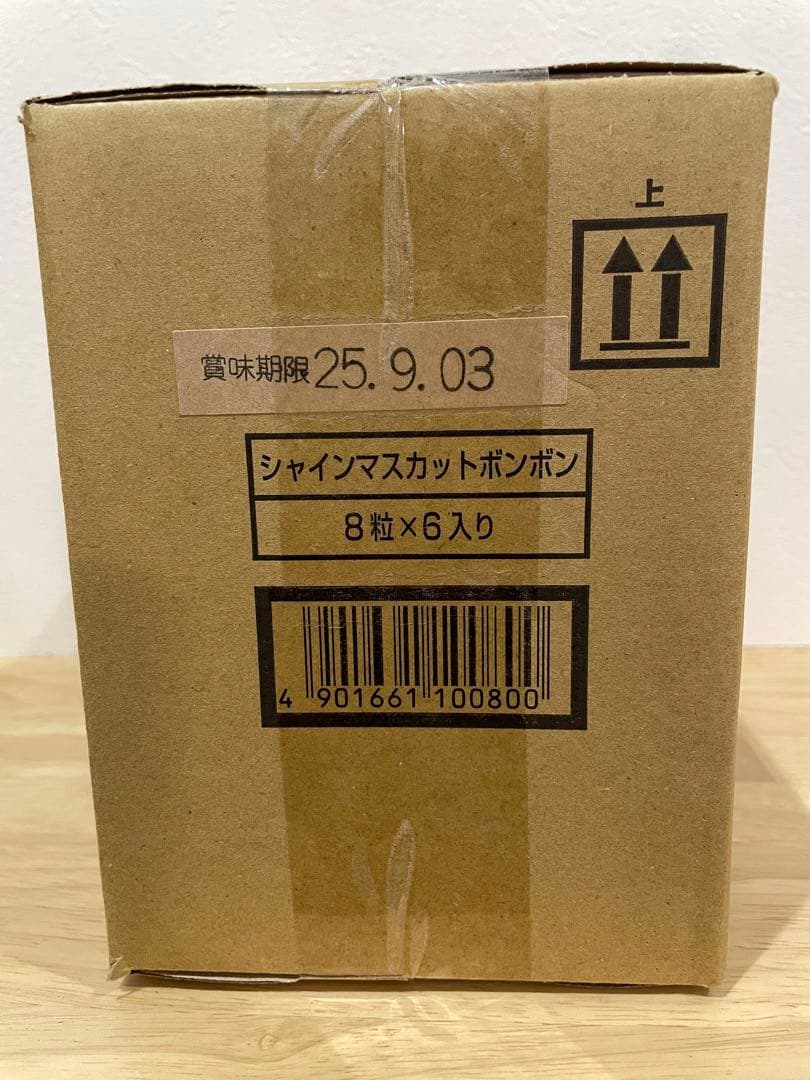 上
賞味期限 25.9.03
シャインマスカットボンボン
8粒×6入り
4 901661 100800